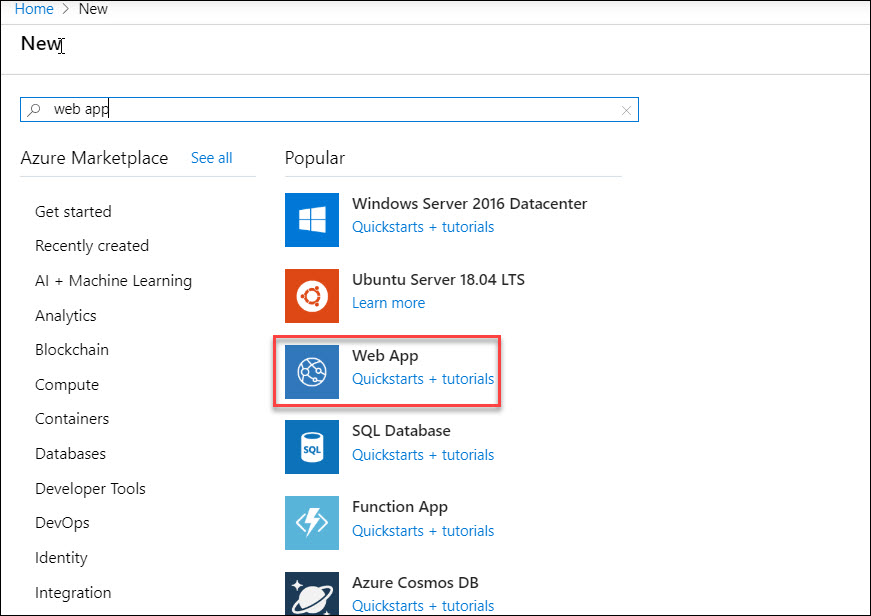 Home > New
New
web app
Azure Marketplace See all
Get started
Recently created
AI + Machine Learning
Analytics
Blockchain
Compute
Containers
Databases
Developer Tools
DevOps
Identity
Integration
Popular
Windows Server 2016 Datacenter
Quickstarts + tutorials
Ubuntu Server 18.04 LTS
Learn more
Web App
Quickstarts + tutorials
SQL
SQL Database
Quickstarts + tutorials
Function App
Quickstarts + tutorials
Azure Cosmos DB
Quickstarts + tutorials